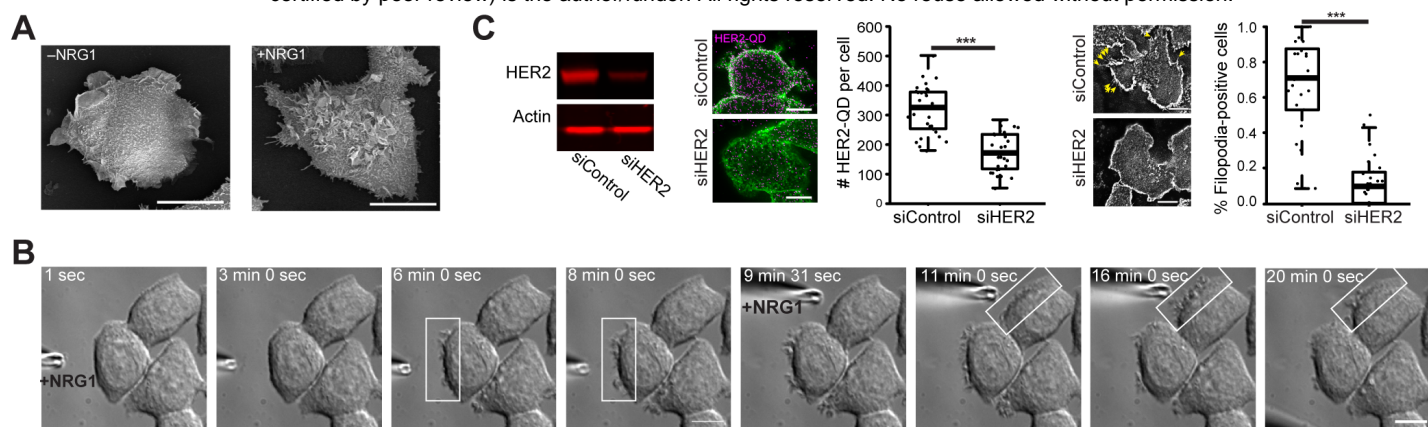 certified by peer review) is the author/funder. All rights reserved. No reuse allowed without permission.
A
–NRG1
+NRG1
C
HER2
Actin
siControl
siHER2
HER2-QD
siControl
siHER2
# HER2-QD per cell
600
500
400
300
200
100
0
***
siControl
siHER2
siControl
siHER2
% Filopodia-positive cells
1.0
0.8
0.6
0.4
0.2
0.0
***
siControl
siHER2
B
1 sec
3 min 0 sec
6 min 0 sec
8 min 0 sec
9 min 31 sec
11 min 0 sec
16 min 0 sec
20 min 0 sec
+NRG1
+NRG1